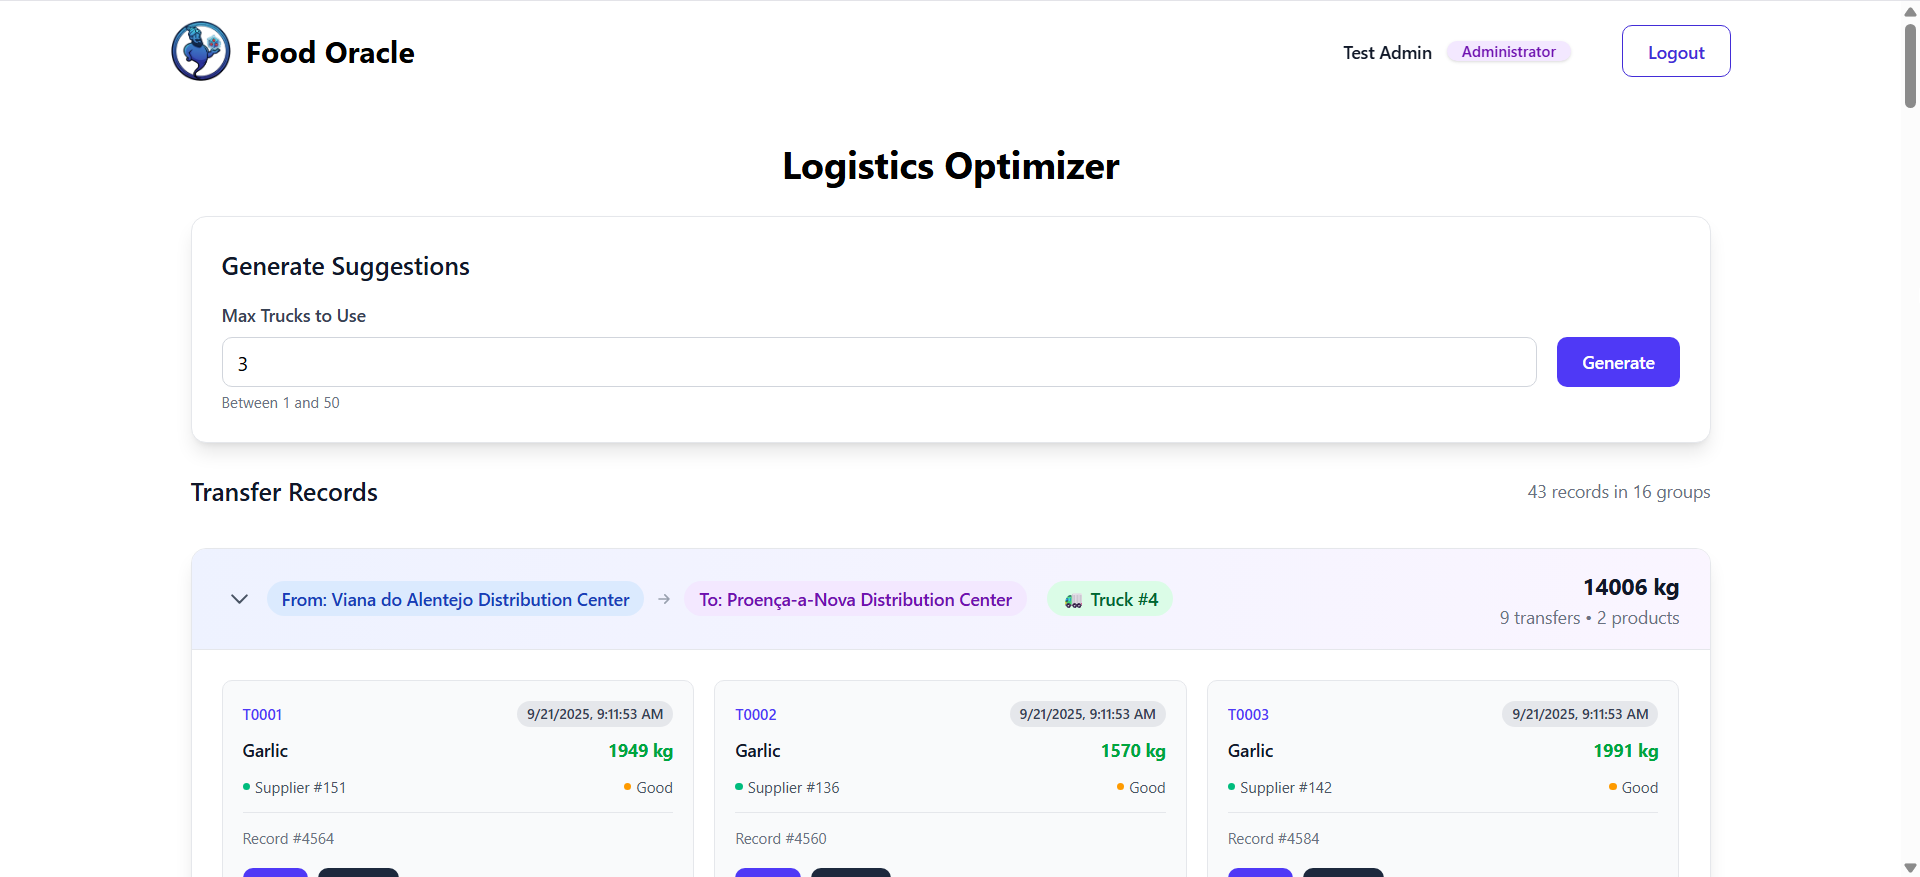 Food Oracle
Test Admin Administrator Logout
Logistics Optimizer
Generate Suggestions
Max Trucks to Use
3 Generate
Between 1 and 50
Transfer Records 43 records in 16 groups
From: Viana do Alentejo Distribution Center → To: Proença-a-Nova Distribution Center 🚛 Truck #4
14006 kg
9 transfers • 2 products
T0001 9/21/2025, 9:11:53 AM
Garlic 1949 kg
Supplier #151 Good
Record #4564
T0002 9/21/2025, 9:11:53 AM
Garlic 1570 kg
Supplier #136 Good
Record #4560
T0003 9/21/2025, 9:11:53 AM
Garlic 1991 kg
Supplier #142 Good
Record #4584